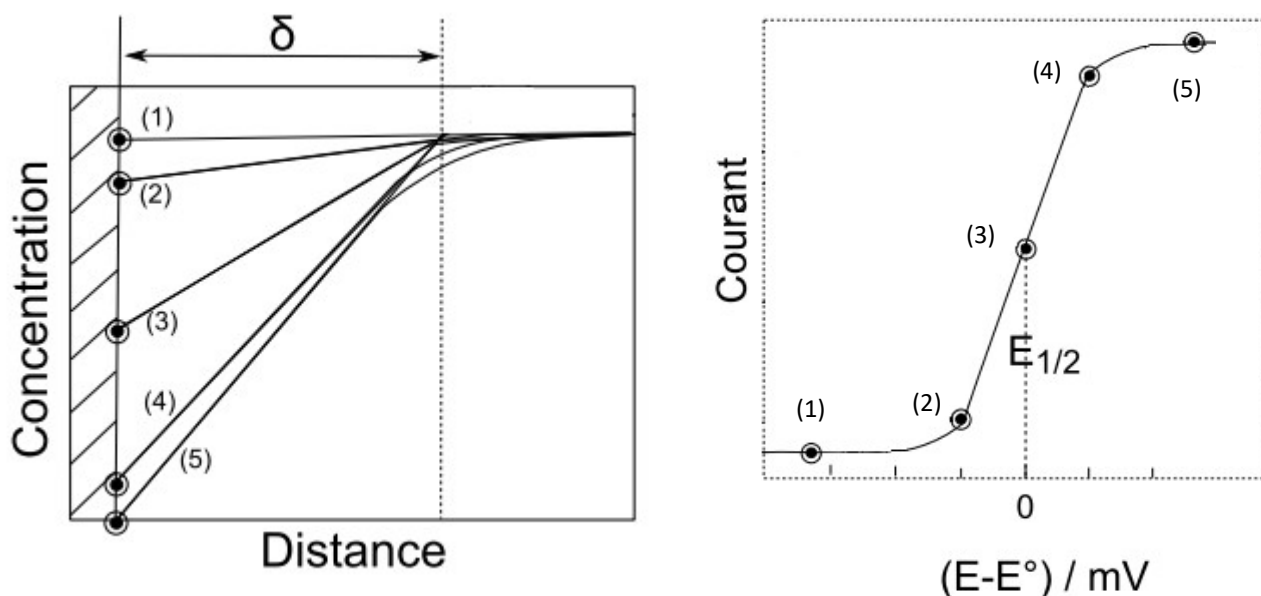 δ
(1)
(2)
(3)
(4)
(5)
Concentration
Distance
(4)
(5)
(3)
Courant
E1/2
(1)
(2)
0
(E-E°) / mV